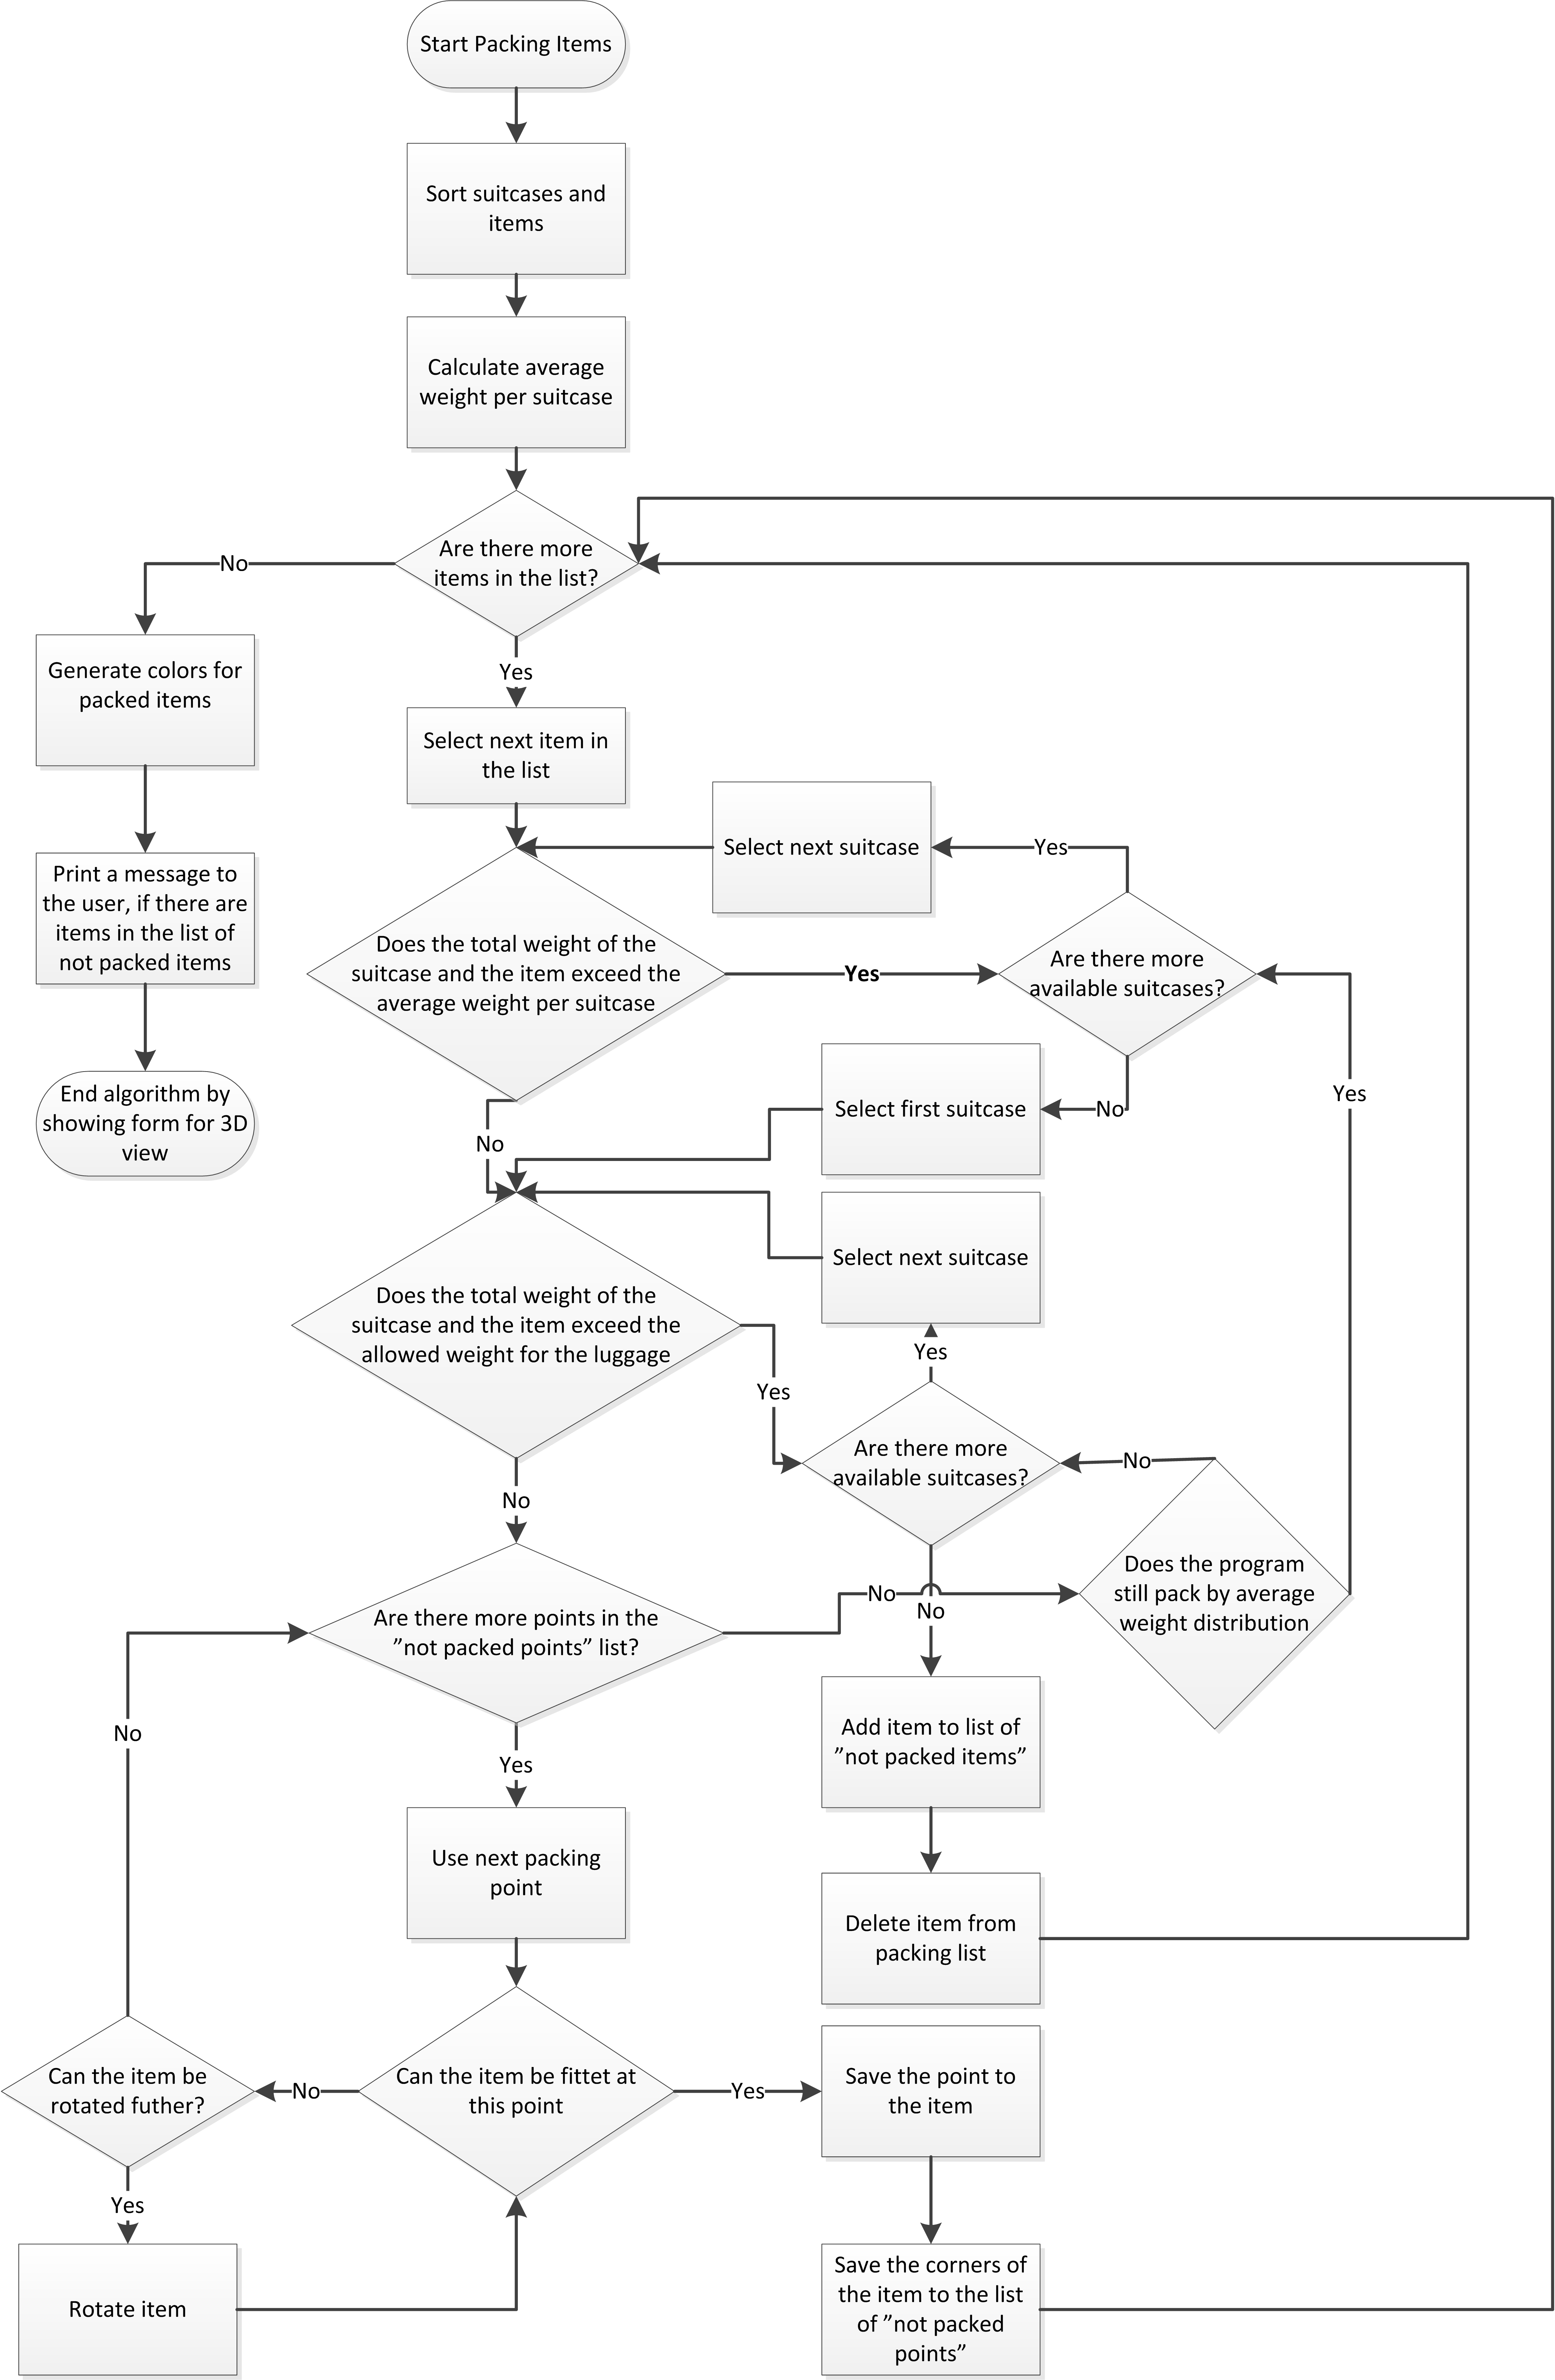 Start Packing Items
Sort suitcases and
items
Calculate average
weight per suitcase
Are there more
items in the list?
No
Yes
Generate colors for
packed items
Select next item in
the list
Print a message to
the user, if there are
items in the list of
not packed items
End algorithm by
showing form for 3D
view
Select next suitcase
Yes
Does the total weight of the
suitcase and the item exceed the
average weight per suitcase
Yes
Are there more
available suitcases?
No
Select first suitcase
No
Yes
Select next suitcase
Does the total weight of the
suitcase and the item exceed the
allowed weight for the luggage
Yes
Yes
Are there more
available suitcases?
No
No
Does the program
still pack by average
weight distribution
Are there more points in the
”not packed points” list?
No
No
No
Yes
Add item to list of
”not packed items”
Use next packing
point
Delete item from
packing list
Can the item be
rotated futher?
No
Can the item be fittet at
this point
Yes
Save the point to
the item
Yes
Rotate item
Save the corners of
the item to the list
of ”not packed
points”